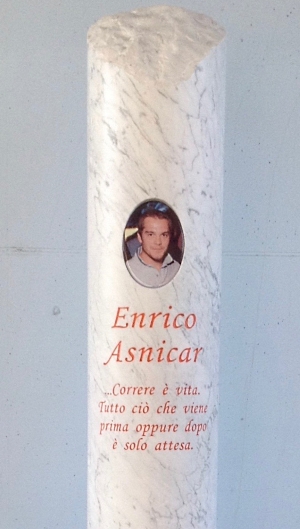 Enrico
Asnicar
...Correre è vita.
Tutto ciò che viene
prima oppure dopo
è solo attesa.